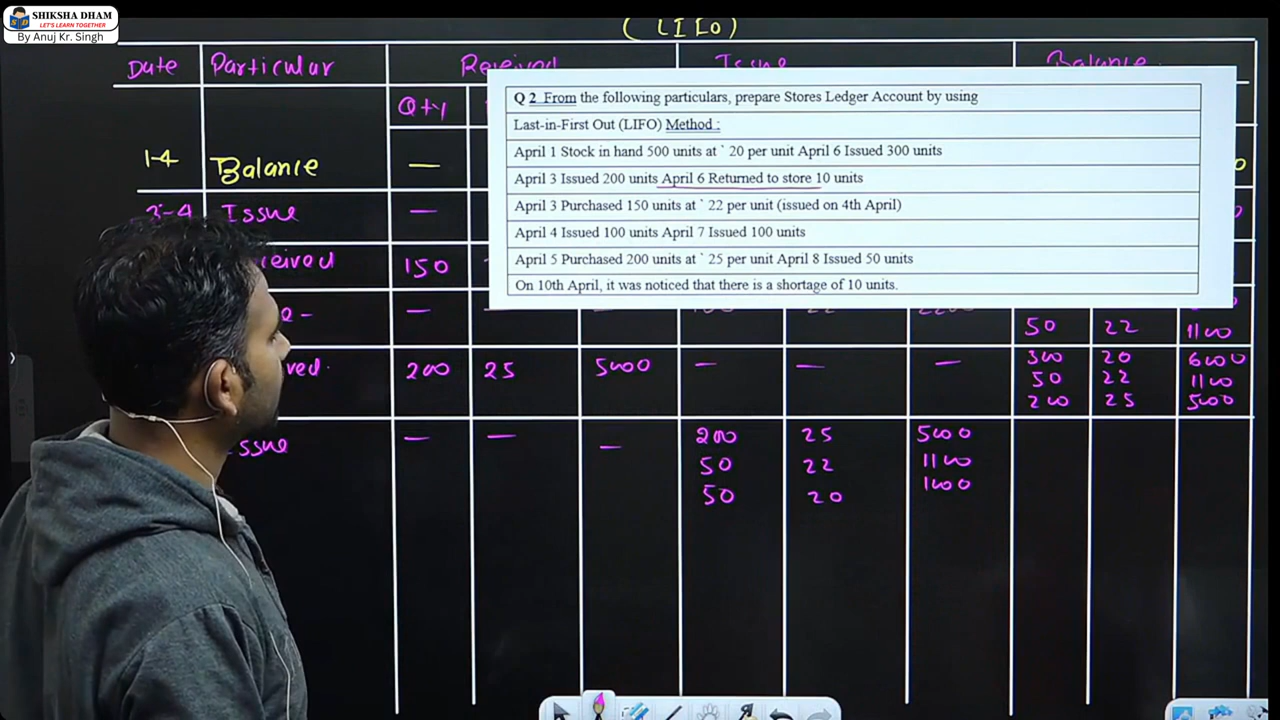 SHIKSHA DHAM
LET'S LEARN TOGETHER
By Anuj Kr. Singh
(LIFO)
Date Particular Received Issue Balance
Qty
Q 2 From the following particulars, prepare Stores Ledger Account by using
Last-in-First Out (LIFO) Method :
April 1 Stock in hand 500 units at ` 20 per unit April 6 Issued 300 units
April 3 Issued 200 units April 6 Returned to store 10 units
April 3 Purchased 150 units at ` 22 per unit (issued on 4th April)
April 4 Issued 100 units April 7 Issued 100 units
April 5 Purchased 200 units at ` 25 per unit April 8 Issued 50 units
On 10th April, it was noticed that there is a shortage of 10 units.
1-4 Balance —
3-4 Issue —
eived 150
e - —
50 22 1100
ved. 200 25 5000 — — — 300 20 6000
50 22 1100
200 25 5000
ssue — — — 200 25 5000
50 22 1100
50 20 1000